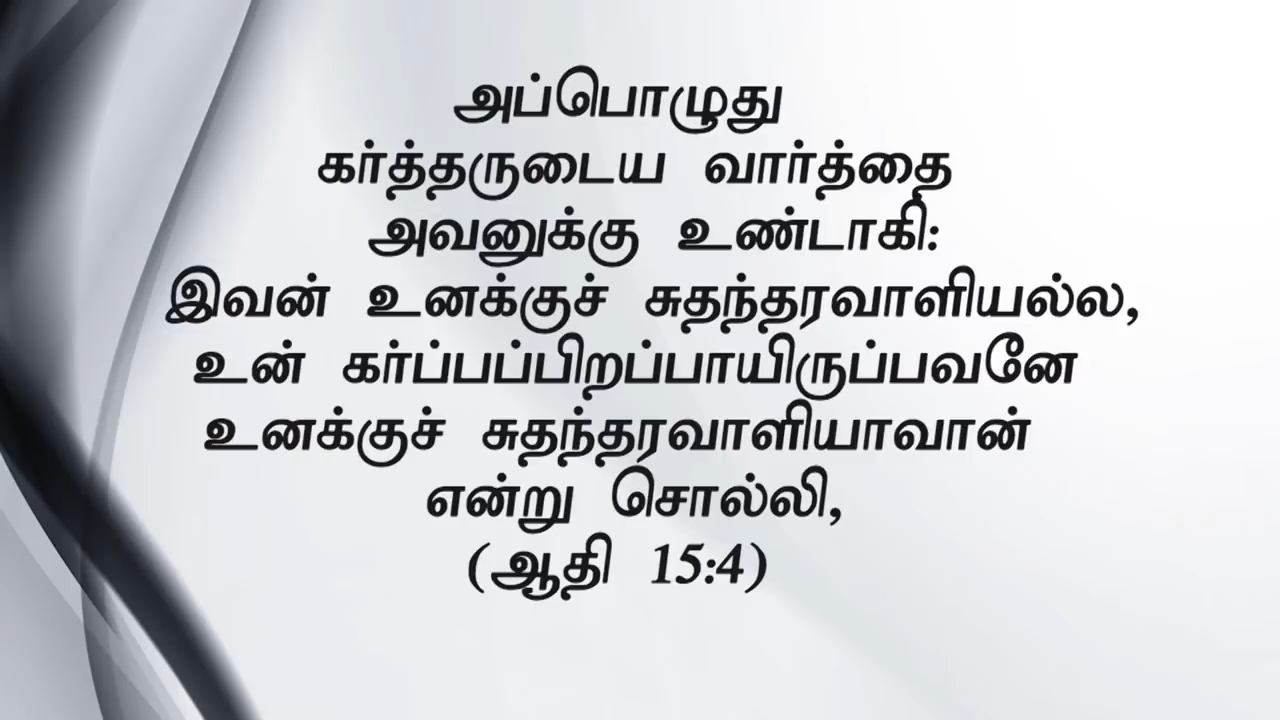 அப்பொழுது
கர்த்தருடைய வார்த்தை
அவனுக்கு உண்டாகி:
இவன் உனக்குச் சுதந்தரவாளியல்ல,
உன் கர்ப்பப்பிறப்பாயிருப்பவனே
உனக்குச் சுதந்தரவாளியாவான்
என்று சொல்லி,
(ஆதி 15:4)